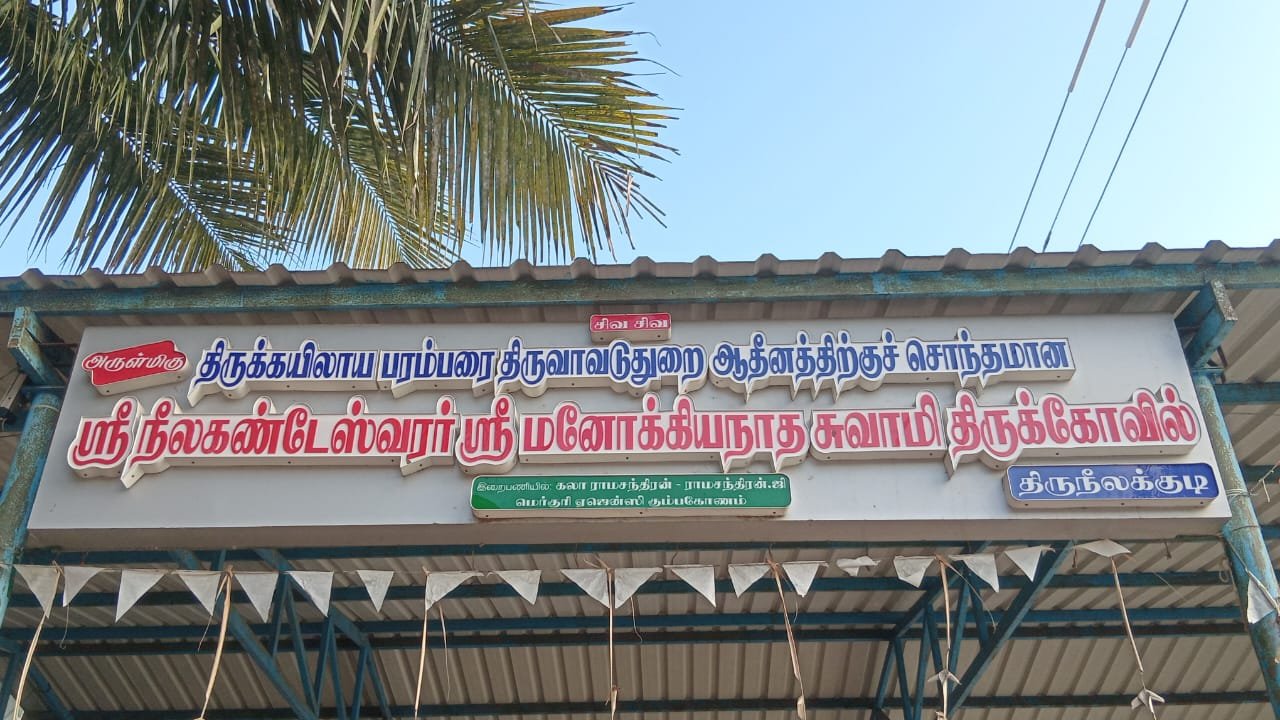 சிவ சிவ
அருள்மிகு
திருக்கயிலாய பரம்பரை திருவாவடுதுறை ஆதீனத்திற்குச் சொந்தமான
ஸ்ரீ நீலகண்டேஸ்வரர் ஸ்ரீ மனோக்கியநாத சுவாமி திருக்கோவில்
இறைபணியில்: கலா ராமசந்திரன் - ராமசந்திரன்.ஜி
மெர்குரி ஏஜென்ஸி கும்பகோணம்
திருநீலக்குடி